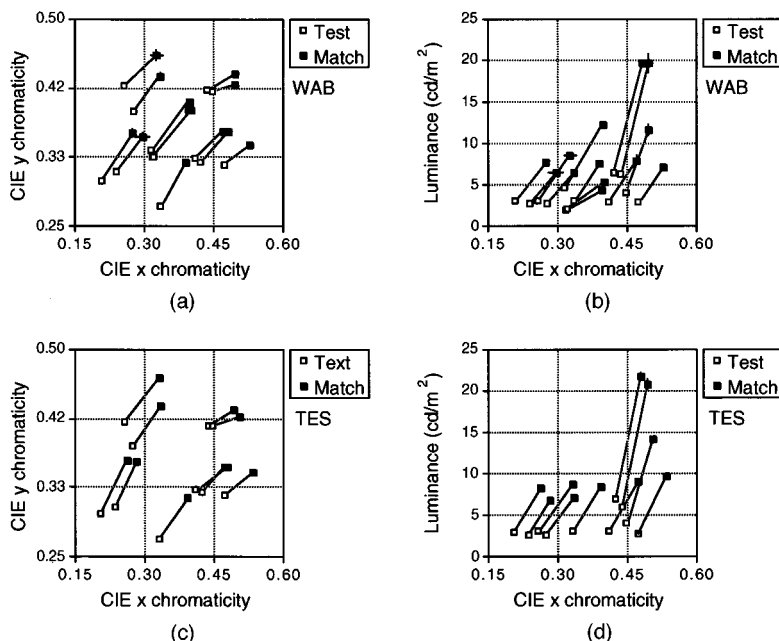 0.50
0.42
0.33
0.25
0.15 0.30 0.45 0.60
CIE y chromaticity
CIE x chromaticity
Test
Match
WAB
(a)
25
20
15
10
5
0
0.15 0.30 0.45 0.60
Luminance (cd/m²)
CIE x chromaticity
Test
Match
WAB
(b)
0.50
0.42
0.33
0.25
0.15 0.30 0.45 0.60
CIE y chromaticity
CIE x chromaticity
Text
Match
TES
(c)
25
20
15
10
5
0
0.15 0.30 0.45 0.60
Luminance (cd/m²)
CIE x chromaticity
Test
Match
TES
(d)